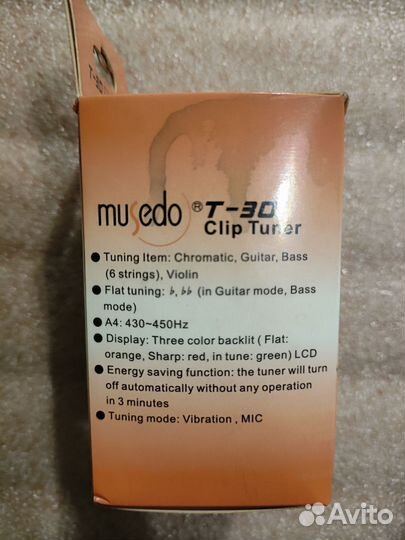 musedo ® T-30
Clip Tuner
● Tuning Item: Chromatic, Guitar, Bass
(6 strings), Violin
● Flat tuning: ♭, ♭♭ (in Guitar mode, Bass
mode)
● A4: 430~450Hz
● Display: Three color backlit ( Flat:
orange, Sharp: red, in tune: green) LCD
● Energy saving function: the tuner will turn
off automatically without any operation
in 3 minutes
● Tuning mode: Vibration , MIC
Avito